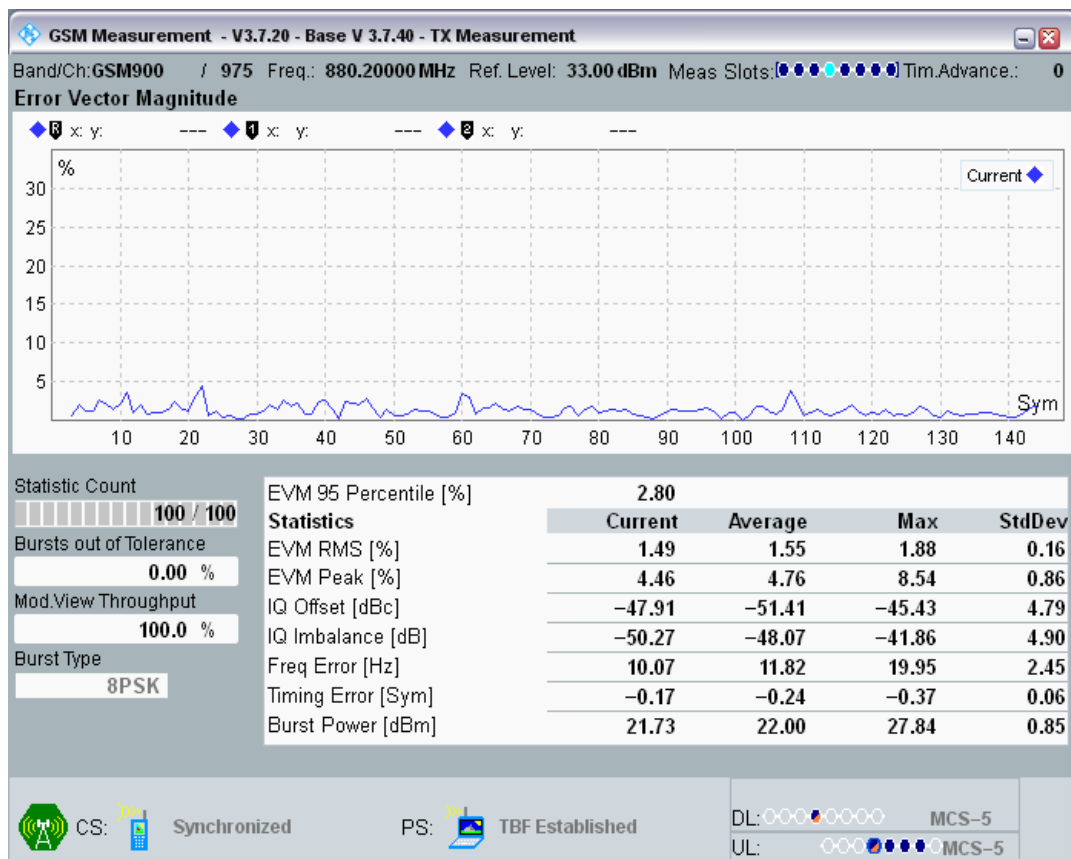 GSM Measurement - V3.7.20 - Base V 3.7.40 - TX Measurement
Band/Ch:GSM900 / 975 Freq.: 880.20000 MHz Ref. Level: 33.00 dBm Meas Slots:[ ] Tim.Advance.: 0
Error Vector Magnitude
R x: y: --- 1 x: y: --- 2 x: y: ---
%
Current
30
25
20
15
10
5
Sym
10 20 30 40 50 60 70 80 90 100 110 120 130 140
Statistic Count
100 / 100
Bursts out of Tolerance
0.00 %
Mod.View Throughput
100.0 %
Burst Type
8PSK
EVM 95 Percentile [%] 2.80
Statistics Current Average Max StdDev
EVM RMS [%] 1.49 1.55 1.88 0.16
EVM Peak [%] 4.46 4.76 8.54 0.86
IQ Offset [dBc] −47.91 −51.41 −45.43 4.79
IQ Imbalance [dB] −50.27 −48.07 −41.86 4.90
Freq Error [Hz] 10.07 11.82 19.95 2.45
Timing Error [Sym] −0.17 −0.24 −0.37 0.06
Burst Power [dBm] 21.73 22.00 27.84 0.85
CS: Synchronized PS: TBF Established
DL: MCS−5
UL: MCS−5